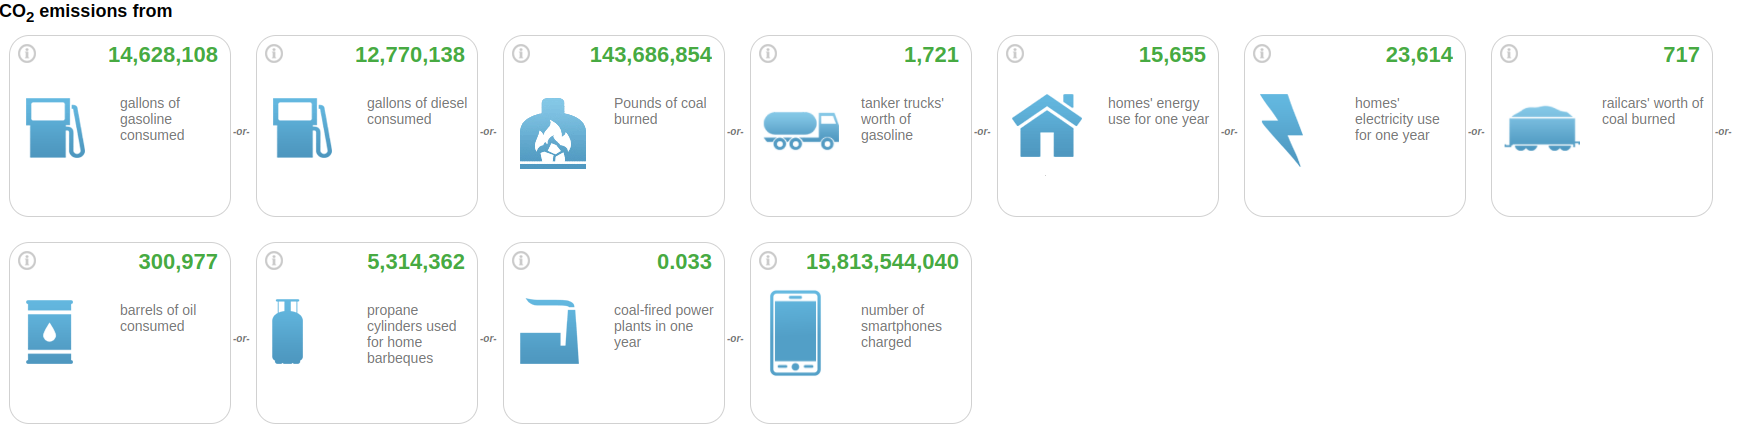 CO2 emissions from
14,628,108
gallons of
gasoline
consumed
-or-
12,770,138
gallons of diesel
consumed
-or-
143,686,854
Pounds of coal
burned
-or-
1,721
tanker trucks'
worth of
gasoline
-or-
15,655
homes' energy
use for one year
-or-
23,614
homes'
electricity use
for one year
-or-
717
railcars' worth of
coal burned
-or-
300,977
barrels of oil
consumed
-or-
5,314,362
propane
cylinders used
for home
barbeques
-or-
0.033
coal-fired power
plants in one
year
-or-
15,813,544,040
number of
smartphones
charged